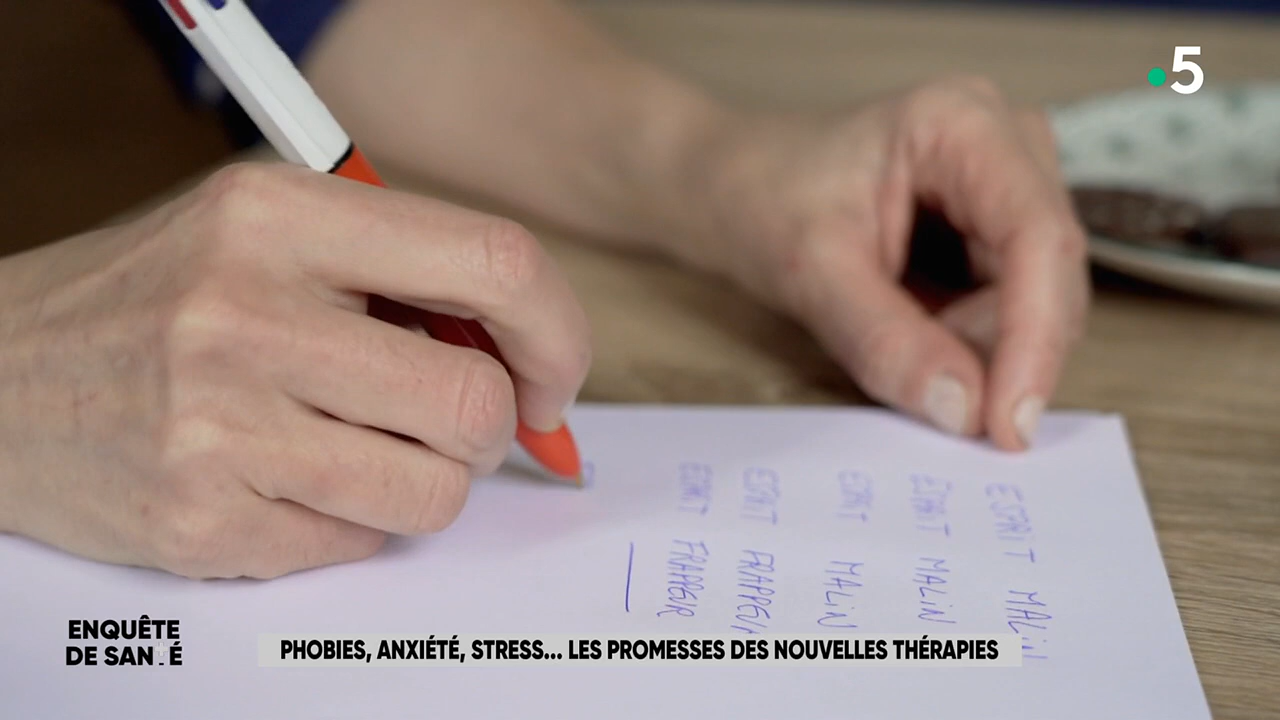 5
ENQUÊTE
DE SANTÉ
PHOBIES, ANXIÉTÉ, STRESS... LES PROMESSES DES NOUVELLES THÉRAPIES
ESPRIT MALIN
ESPRIT MALIN
ESPRIT MALIN
ESPRIT FRAPPEUR
ESPRIT FRAPPEUR